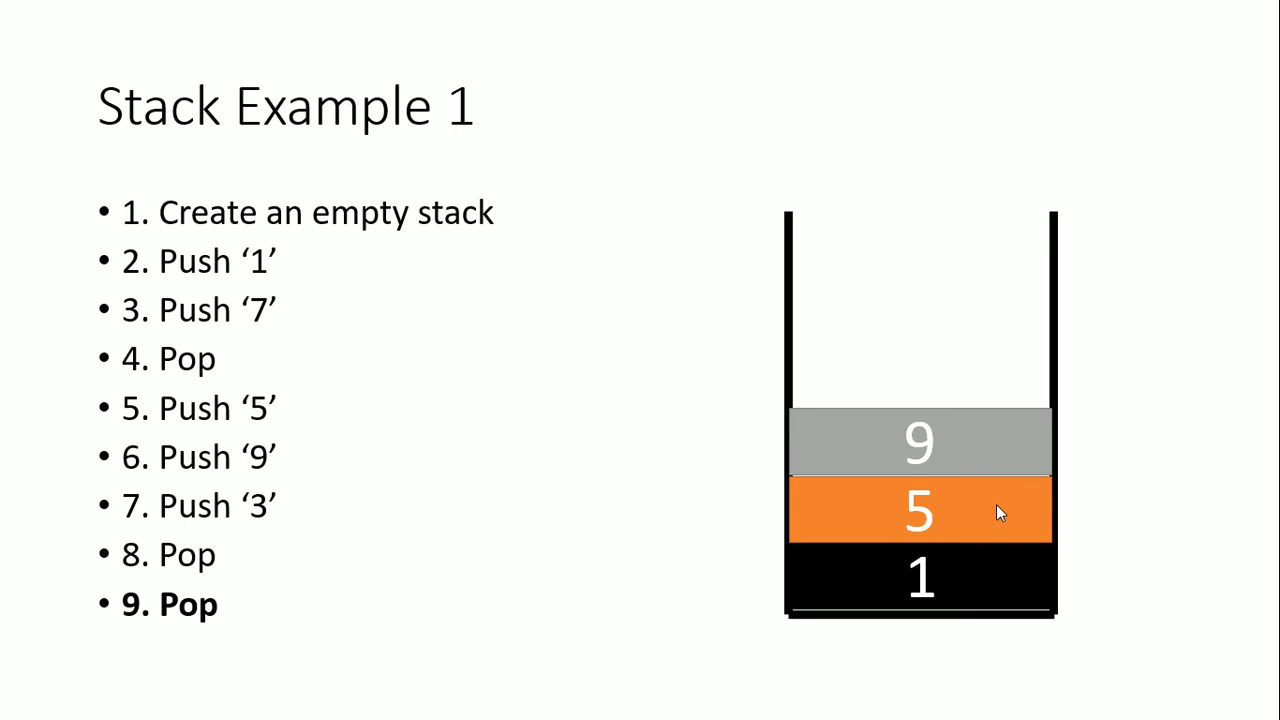 Stack Example 1
• 1. Create an empty stack
• 2. Push ‘1’
• 3. Push ‘7’
• 4. Pop
• 5. Push ‘5’
• 6. Push ‘9’
• 7. Push ‘3’
• 8. Pop
• 9. Pop
9
5
1